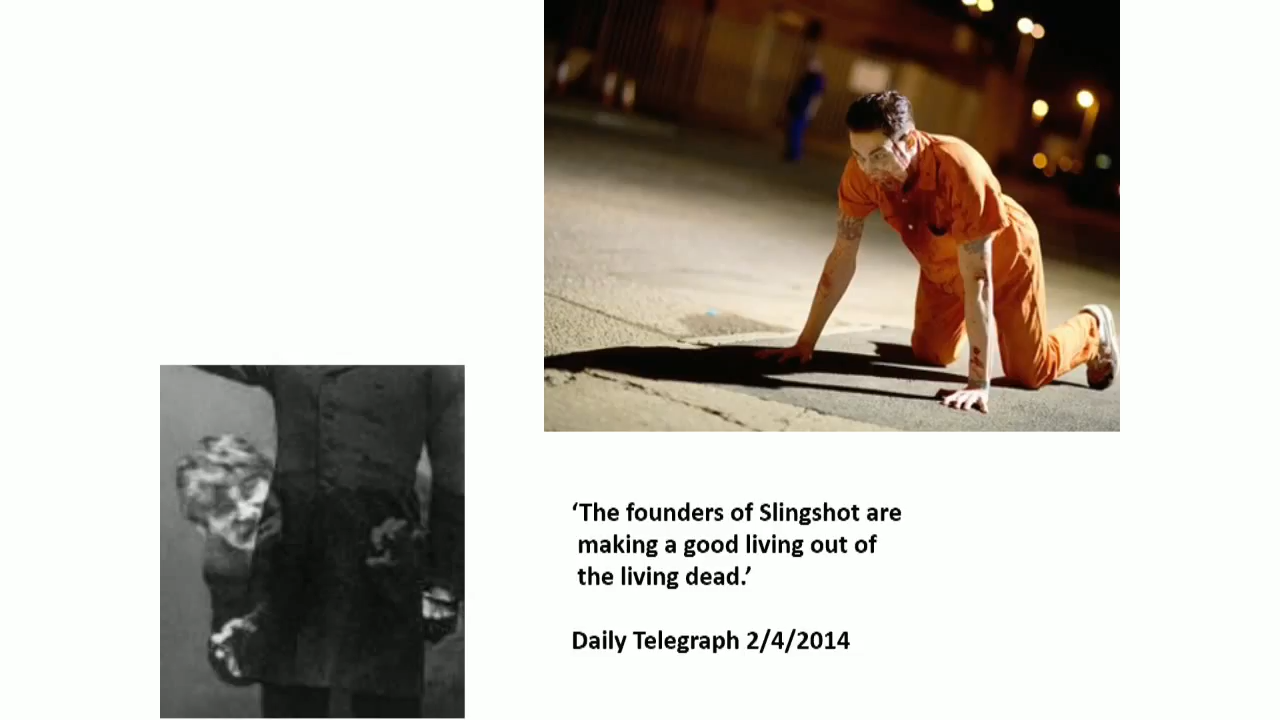 ‘The founders of Slingshot are
making a good living out of
the living dead.’
Daily Telegraph 2/4/2014